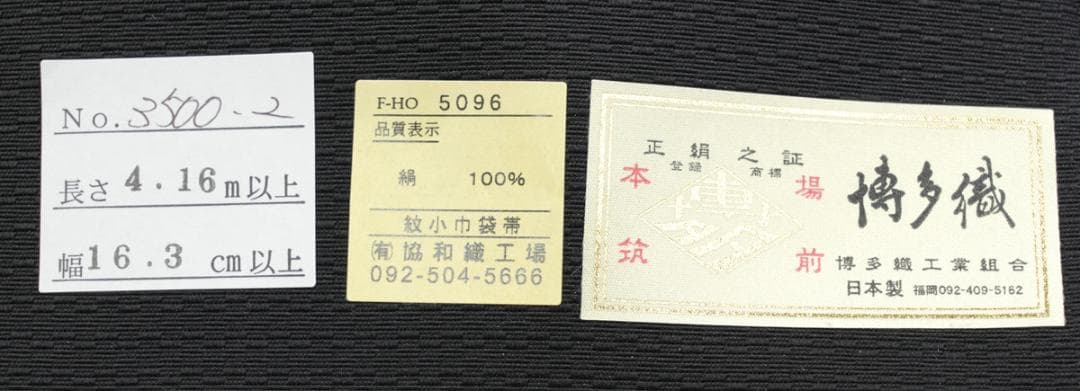 No.3500-2
長さ 4.16m以上
幅16.3 cm以上
F-HO 5096
品質表示
絹 100%
紋小巾袋帯
(有)協和織工場
092-504-5666
正絹之証
登録 商標
本場
筑前
博多織
博多織工業組合
日本製 福岡092-409-5162